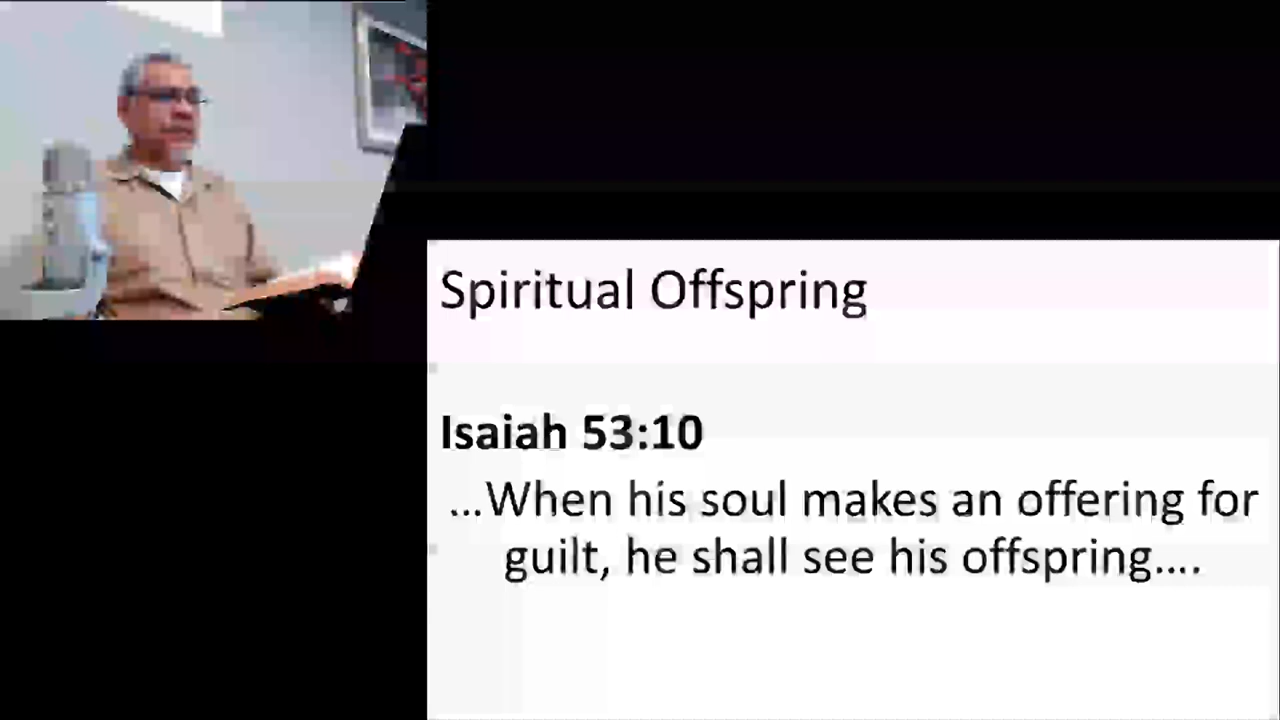 Spiritual Offspring
Isaiah 53:10
...When his soul makes an offering for
guilt, he shall see his offspring....